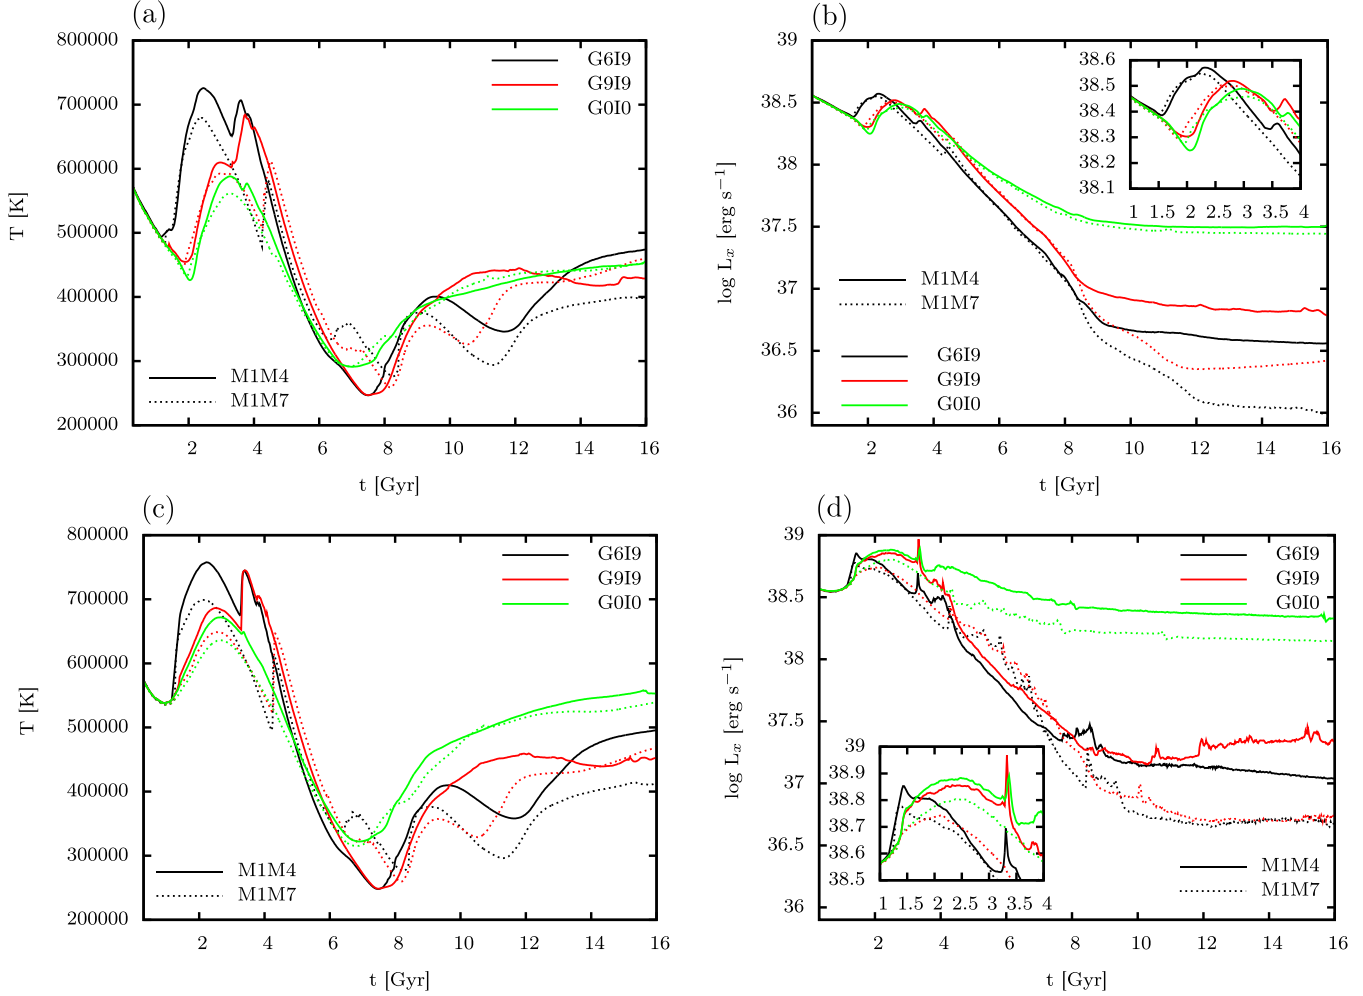 (a)
800000
700000
600000
500000
400000
300000
200000
T [K]
G6I9
G9I9
G0I0
M1M4
M1M7
2 4 6 8 10 12 14 16
t [Gyr]
(b)
39
38.5
38
37.5
37
36.5
36
log Lx [erg s−1]
38.6
38.5
38.4
38.3
38.2
38.1
1 1.5 2 2.5 3 3.5 4
M1M4
M1M7
G6I9
G9I9
G0I0
2 4 6 8 10 12 14 16
t [Gyr]
(c)
800000
700000
600000
500000
400000
300000
200000
T [K]
G6I9
G9I9
G0I0
M1M4
M1M7
2 4 6 8 10 12 14 16
t [Gyr]
(d)
39
38.5
38
37.5
37
36.5
36
log Lx [erg s−1]
G6I9
G9I9
G0I0
39
38.9
38.8
38.7
38.6
38.5
1 1.5 2 2.5 3 3.5 4
M1M4
M1M7
2 4 6 8 10 12 14 16
t [Gyr]